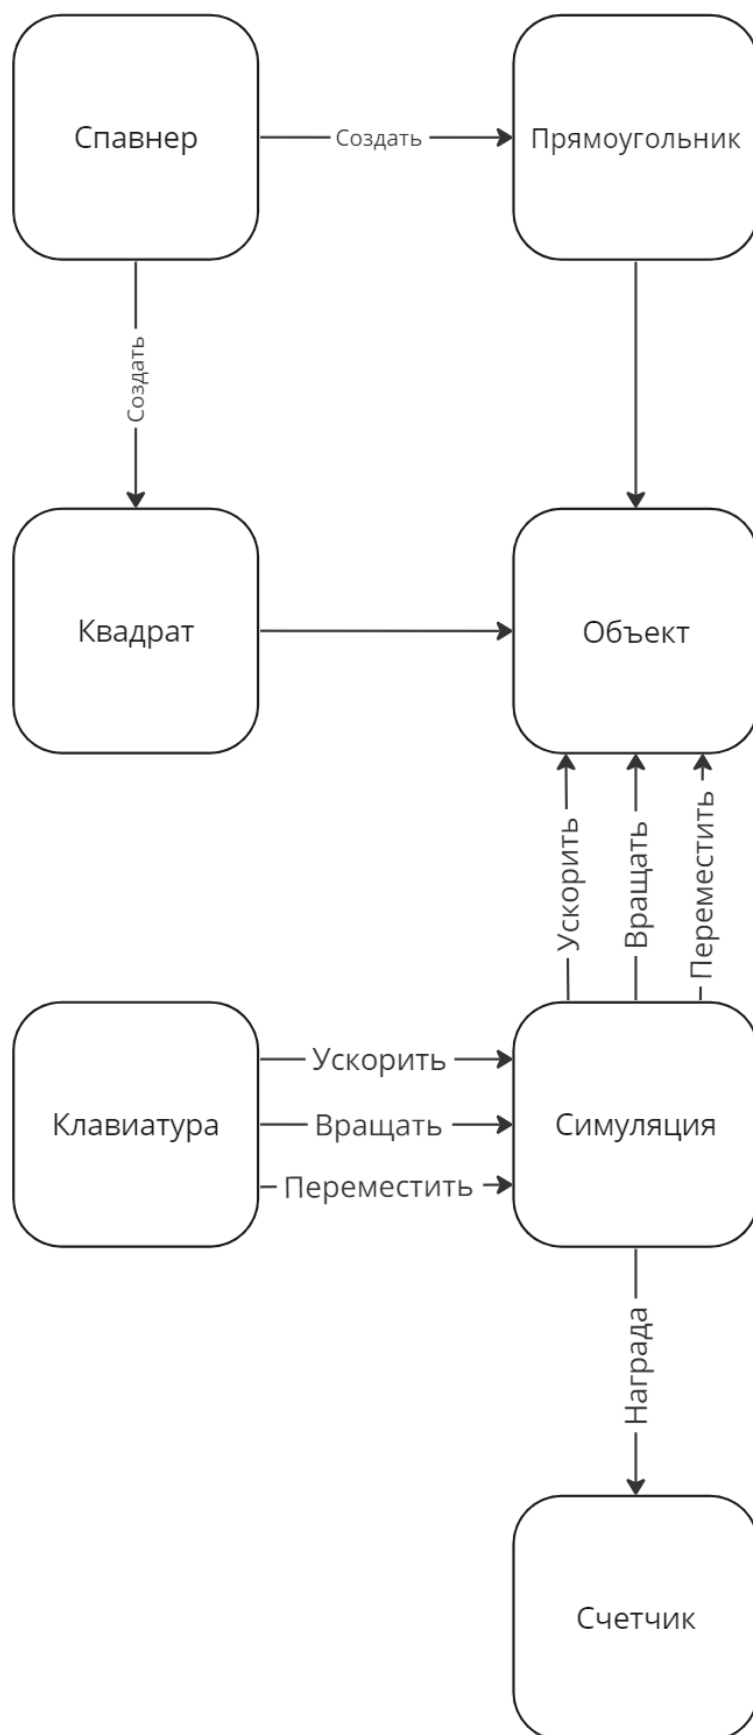 Спавнер
Создать
Прямоугольник
Создать
Квадрат
Объект
Ускорить
Вращать
Переместить
Клавиатура
Ускорить
Вращать
Переместить
Симуляция
Награда
Счетчик